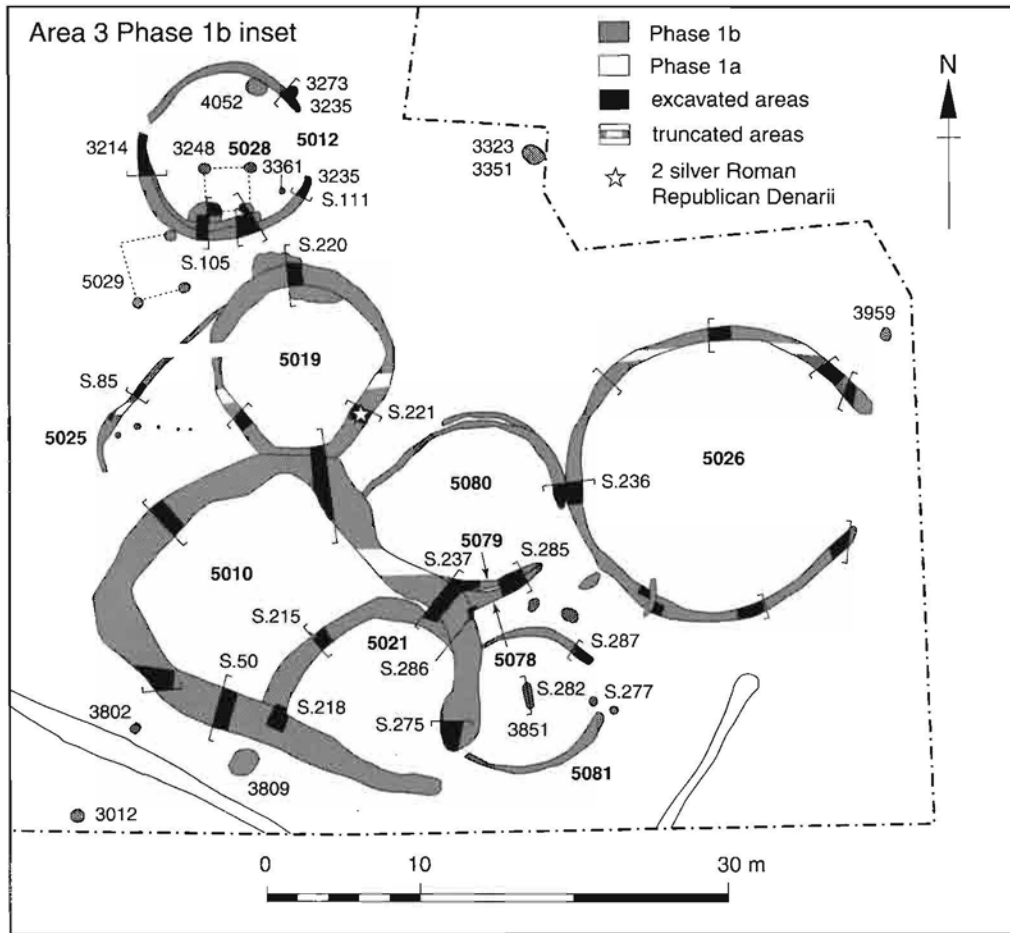 Area 3 Phase 1b inset
Phase 1b
Phase 1a
excavated areas
truncated areas
2 silver Roman
Republican Denarii
N
3273
3235
4052
5012
3214
3248
5028
3361
3235
S.111
3323
3351
S.105
S.220
5029
3959
5019
S.85
S.221
5025
5026
5080
S.236
5079
S.237
S.285
5010
S.215
5021
S.286
5078
S.287
S.50
S.218
S.282
S.277
S.275
3851
3802
5081
3809
3012
0
10
30 m